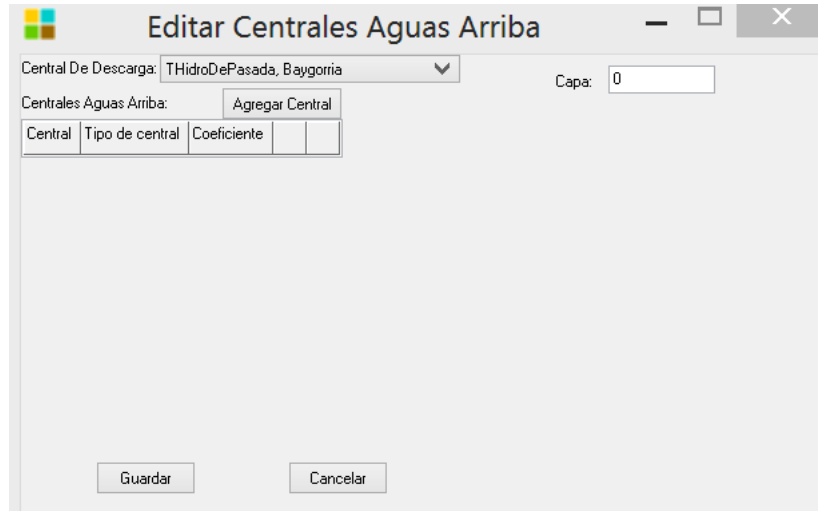 Editar Centrales Aguas Arriba
Central De Descarga: THidroDePasada, Baygorria
Capa: 0
Centrales Aguas Arriba: Agregar Central
Central Tipo de central Coeficiente
Guardar Cancelar